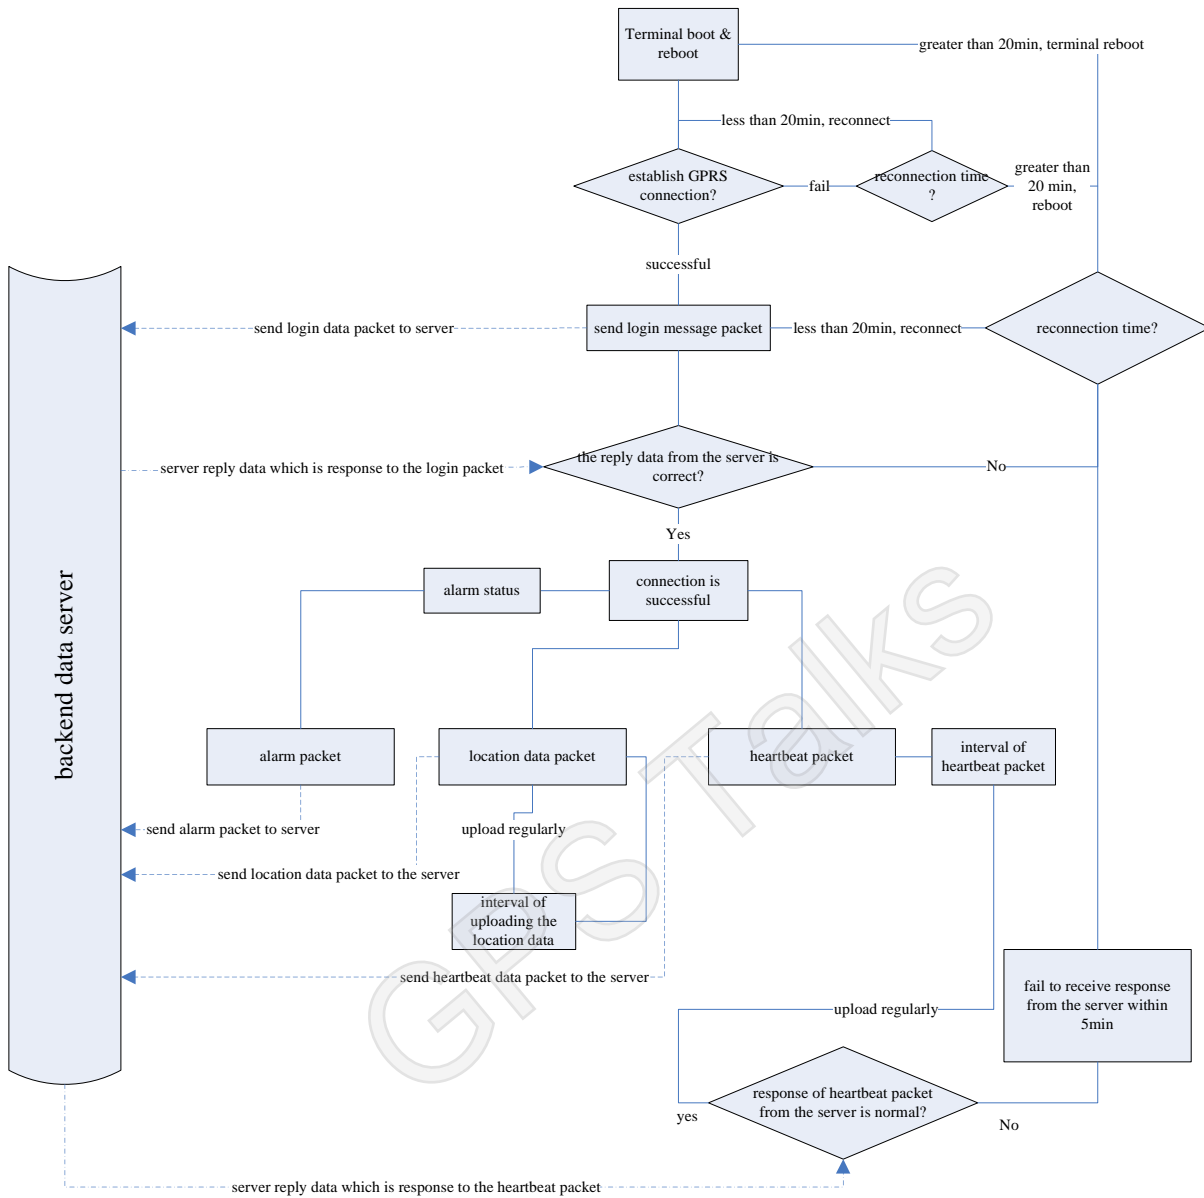 Terminal boot &
reboot
greater than 20min, terminal reboot
less than 20min, reconnect
establish GPRS
connection?
fail
reconnection time
?
greater than
20 min,
reboot
successful
send login data packet to server
send login message packet
less than 20min, reconnect
reconnection time?
server reply data which is response to the login packet
the reply data from the server is
correct?
No
Yes
alarm status
connection is
successful
backend data server
alarm packet
location data packet
heartbeat packet
interval of
heartbeat packet
send alarm packet to server
upload regularly
send location data packet to the server
interval of
uploading the
location data
send heartbeat data packet to the server
fail to receive response
from the server within
5min
upload regularly
response of heartbeat packet
from the server is normal?
yes
No
server reply data which is response to the heartbeat packet
GPS Talks